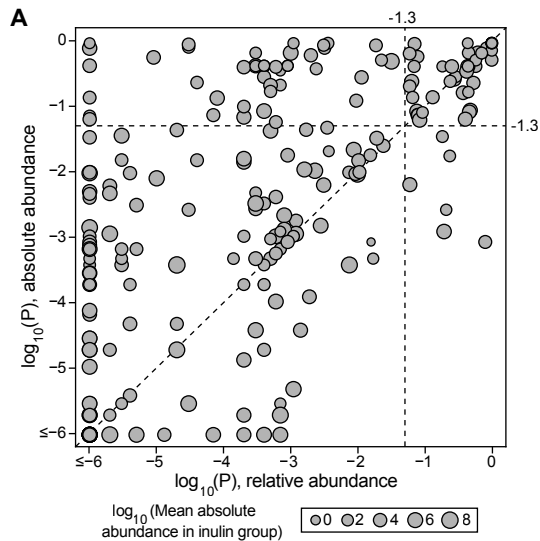 A
-1.3
0
−1
−2
−3
−4
−5
≤−6
log10(P), absolute abundance
-1.3
≤−6
−5
−4
−3
−2
−1
0
log10(P), relative abundance
log10(Mean absolute
abundance in inulin group)
0 2 4 6 8